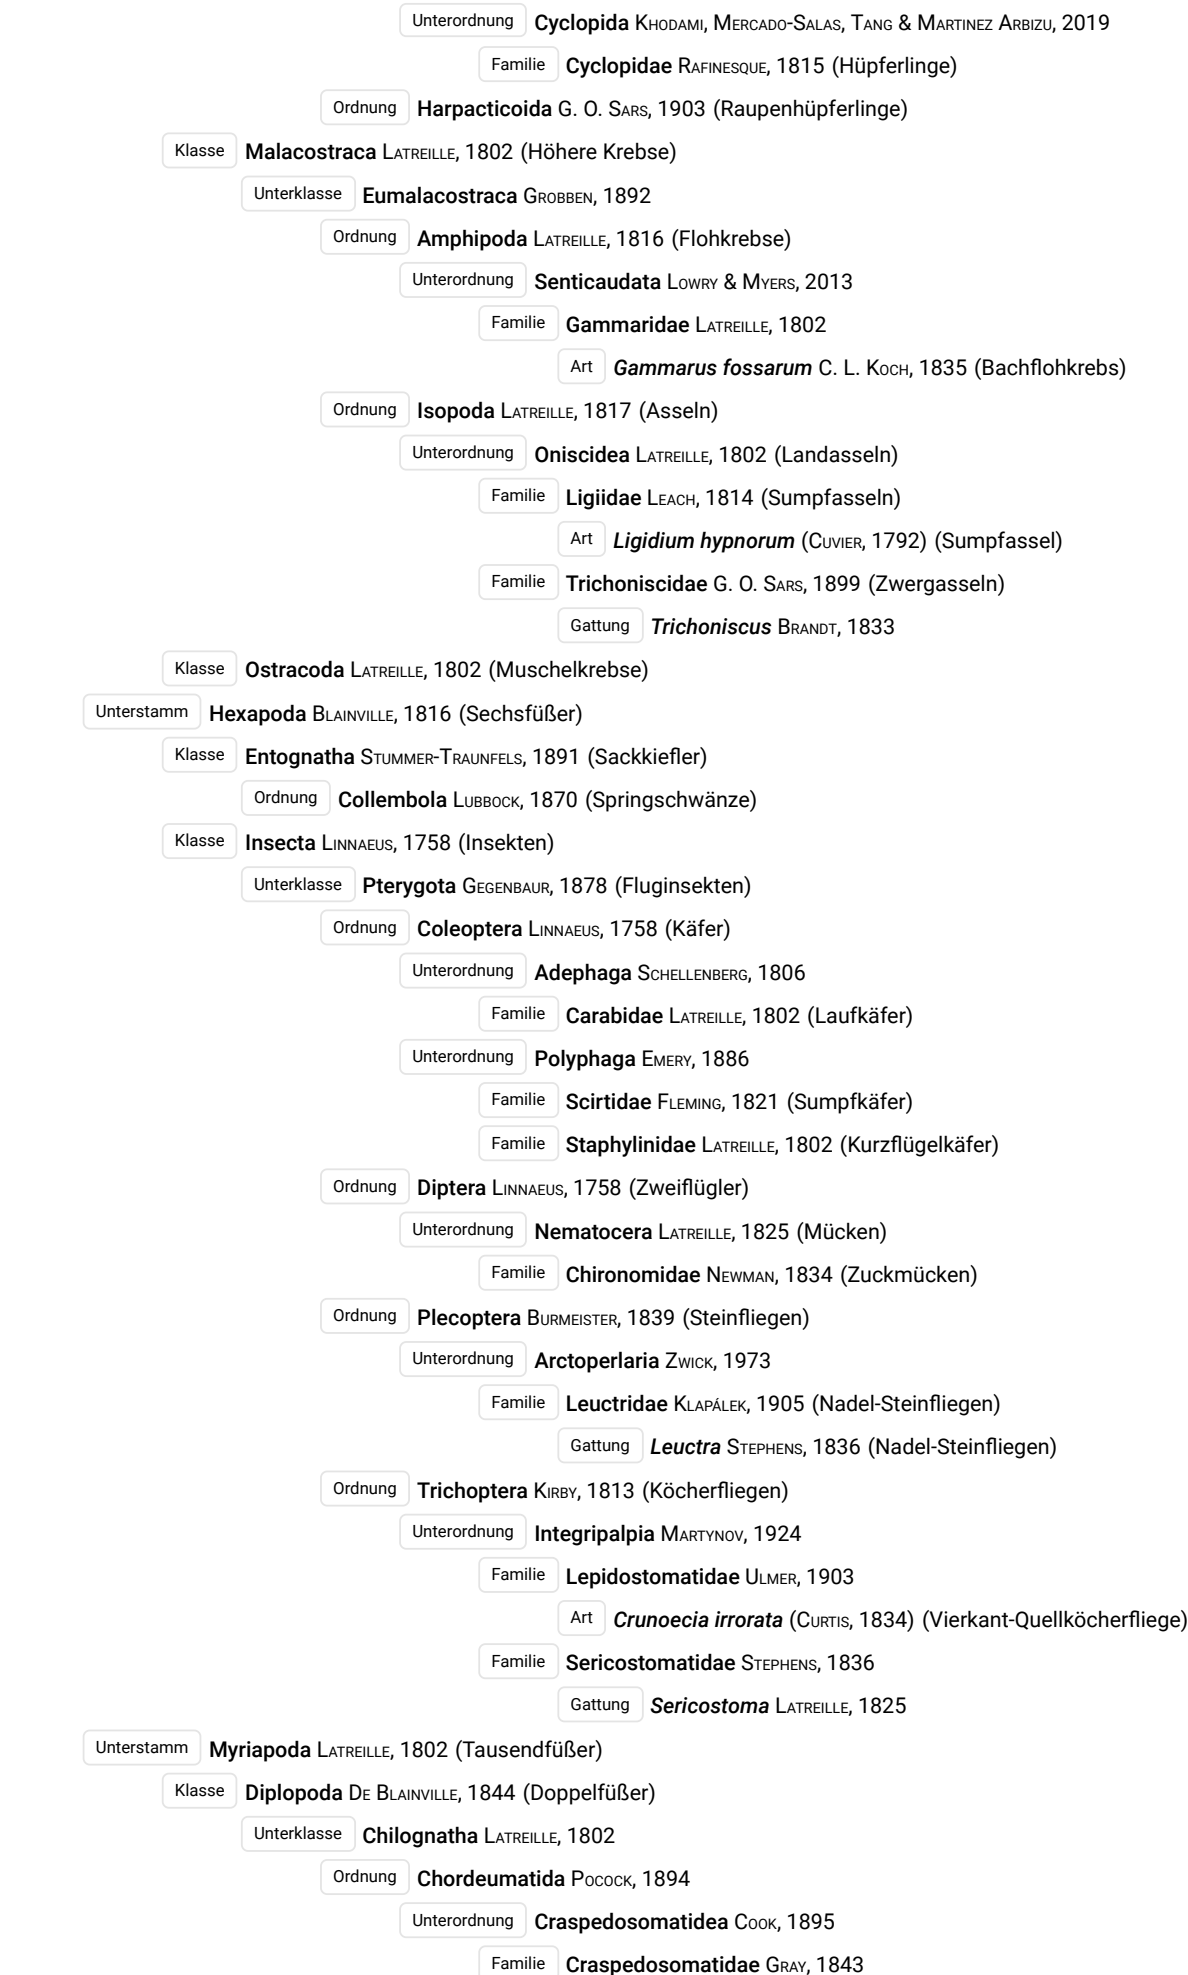 Unterordnung Cyclopida Khodami, Mercado-Salas, Tang & Martinez Arbizu, 2019
Familie Cyclopidae Rafinesque, 1815 (Hüpferlinge)
Ordnung Harpacticoida G. O. Sars, 1903 (Raupenhüpferlinge)
Klasse Malacostraca Latreille, 1802 (Höhere Krebse)
Unterklasse Eumalacostraca Grobben, 1892
Ordnung Amphipoda Latreille, 1816 (Flohkrebse)
Unterordnung Senticaudata Lowry & Myers, 2013
Familie Gammaridae Latreille, 1802
Art Gammarus fossarum C. L. Koch, 1835 (Bachflohkrebs)
Ordnung Isopoda Latreille, 1817 (Asseln)
Unterordnung Oniscidea Latreille, 1802 (Landasseln)
Familie Ligiidae Leach, 1814 (Sumpfasseln)
Art Ligidium hypnorum (Cuvier, 1792) (Sumpfassel)
Familie Trichoniscidae G. O. Sars, 1899 (Zwergasseln)
Gattung Trichoniscus Brandt, 1833
Klasse Ostracoda Latreille, 1802 (Muschelkrebse)
Unterstamm Hexapoda Blainville, 1816 (Sechsfüßer)
Klasse Entognatha Stummer-Traunfels, 1891 (Sackkiefler)
Ordnung Collembola Lubbock, 1870 (Springschwänze)
Klasse Insecta Linnaeus, 1758 (Insekten)
Unterklasse Pterygota Gegenbaur, 1878 (Fluginsekten)
Ordnung Coleoptera Linnaeus, 1758 (Käfer)
Unterordnung Adephaga Schellenberg, 1806
Familie Carabidae Latreille, 1802 (Laufkäfer)
Unterordnung Polyphaga Emery, 1886
Familie Scirtidae Fleming, 1821 (Sumpfkäfer)
Familie Staphylinidae Latreille, 1802 (Kurzflügelkäfer)
Ordnung Diptera Linnaeus, 1758 (Zweiflügler)
Unterordnung Nematocera Latreille, 1825 (Mücken)
Familie Chironomidae Newman, 1834 (Zuckmücken)
Ordnung Plecoptera Burmeister, 1839 (Steinfliegen)
Unterordnung Arctoperlaria Zwick, 1973
Familie Leuctridae Klapálek, 1905 (Nadel-Steinfliegen)
Gattung Leuctra Stephens, 1836 (Nadel-Steinfliegen)
Ordnung Trichoptera Kirby, 1813 (Köcherfliegen)
Unterordnung Integripalpia Martynov, 1924
Familie Lepidostomatidae Ulmer, 1903
Art Crunoecia irrorata (Curtis, 1834) (Vierkant-Quellköcherfliege)
Familie Sericostomatidae Stephens, 1836
Gattung Sericostoma Latreille, 1825
Unterstamm Myriapoda Latreille, 1802 (Tausendfüßer)
Klasse Diplopoda De Blainville, 1844 (Doppelfüßer)
Unterklasse Chilognatha Latreille, 1802
Ordnung Chordeumatida Pocock, 1894
Unterordnung Craspedosomatidea Cook, 1895
Familie Craspedosomatidae Gray, 1843